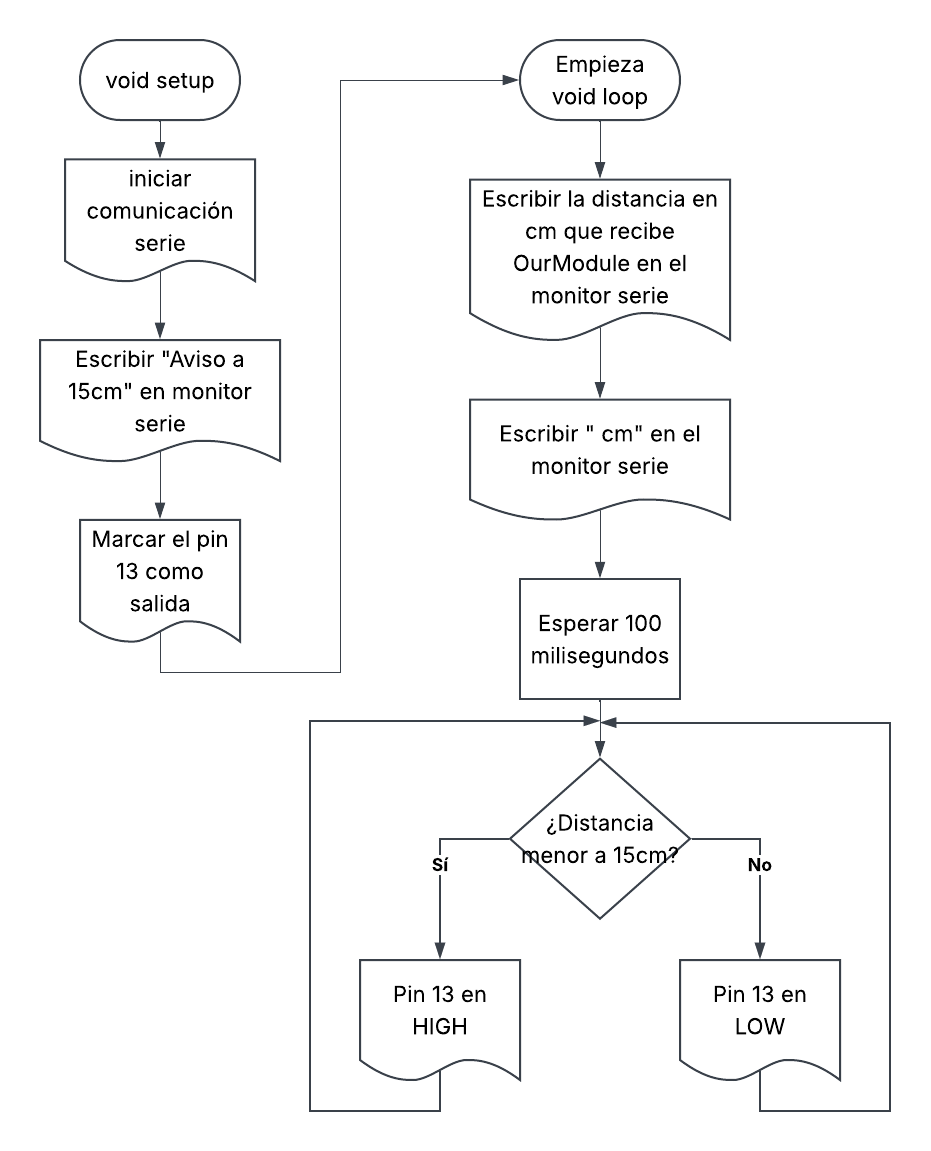 void setup
iniciar
comunicación
serie
Escribir "Aviso a
15cm" en monitor
serie
Marcar el pin
13 como
salida
Empieza
void loop
Escribir la distancia en
cm que recibe
OurModule en el
monitor serie
Escribir " cm" en el
monitor serie
Esperar 100
milisegundos
¿Distancia
menor a 15cm?
Sí
No
Pin 13 en
HIGH
Pin 13 en
LOW